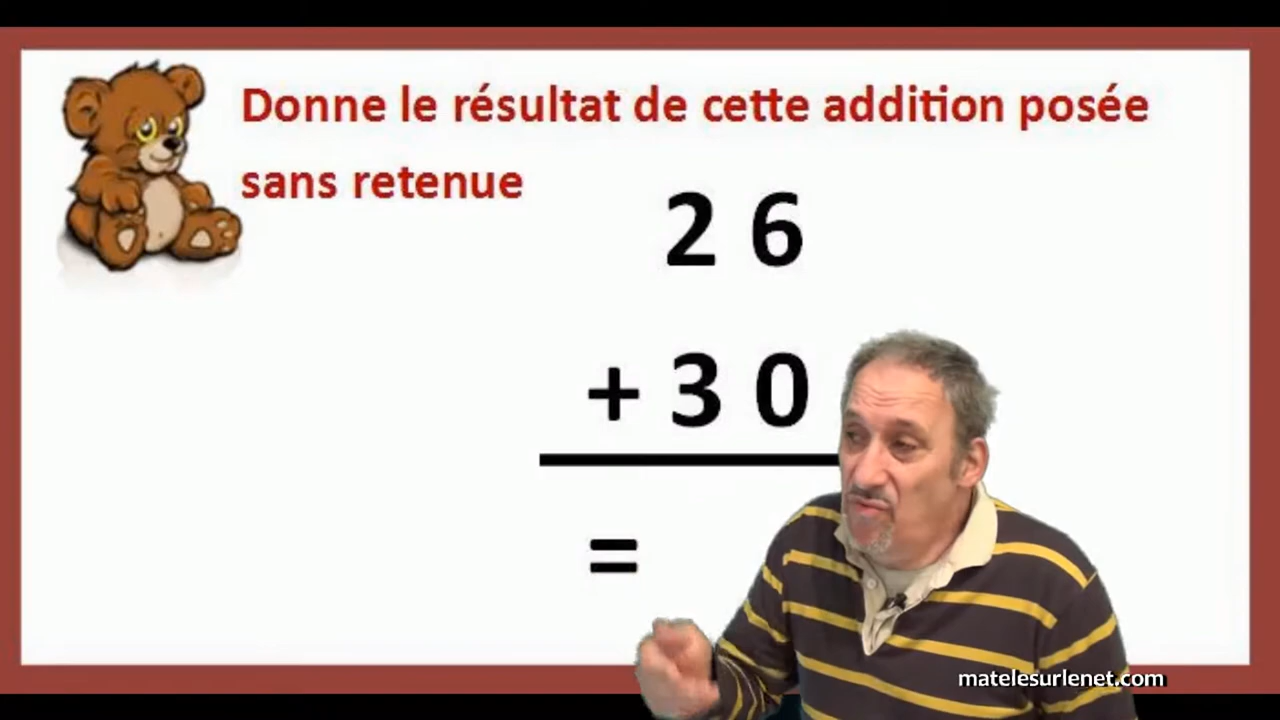 Donne le résultat de cette addition posée
sans retenue
2 6
+ 3 0
=
matelesurlenet.com